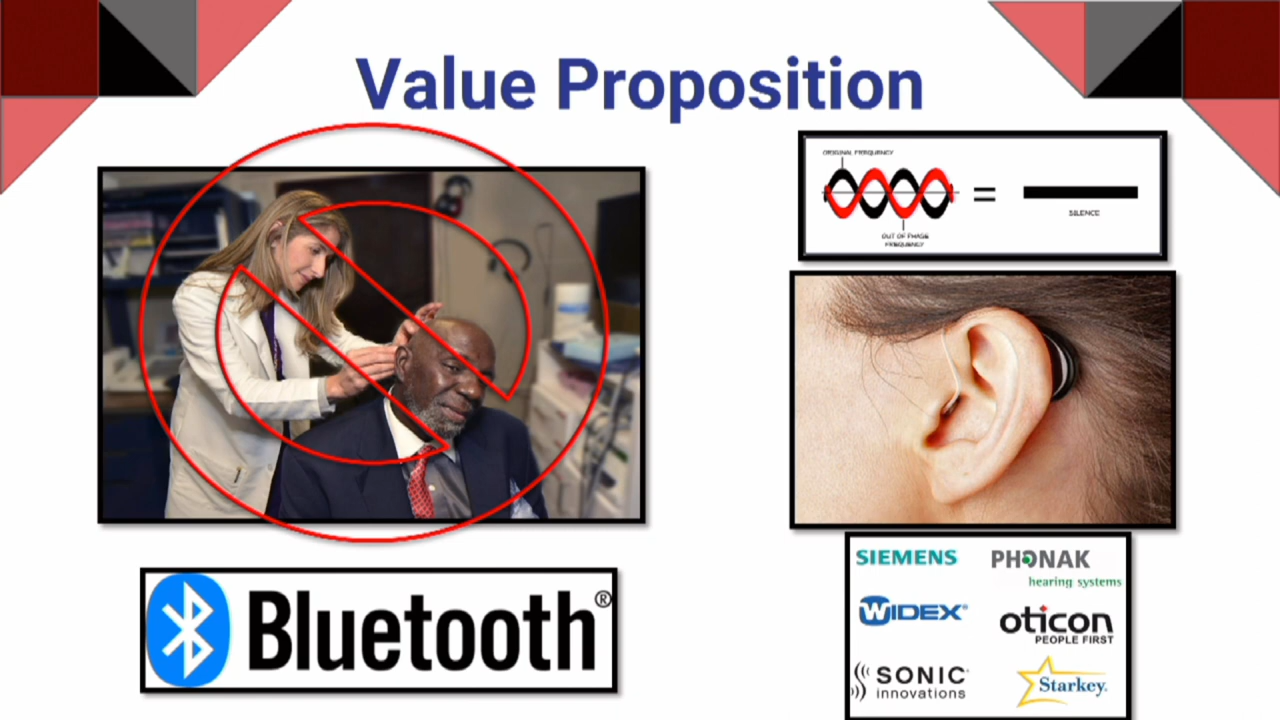 Value Proposition
ORIGINAL FREQUENCY
=
SILENCE
OUT OF PHASE
FREQUENCY
Bluetooth®
SIEMENS
PHONAK
hearing systems
WIDEX®
oticon
PEOPLE FIRST
SONIC
innovations
Starkey.